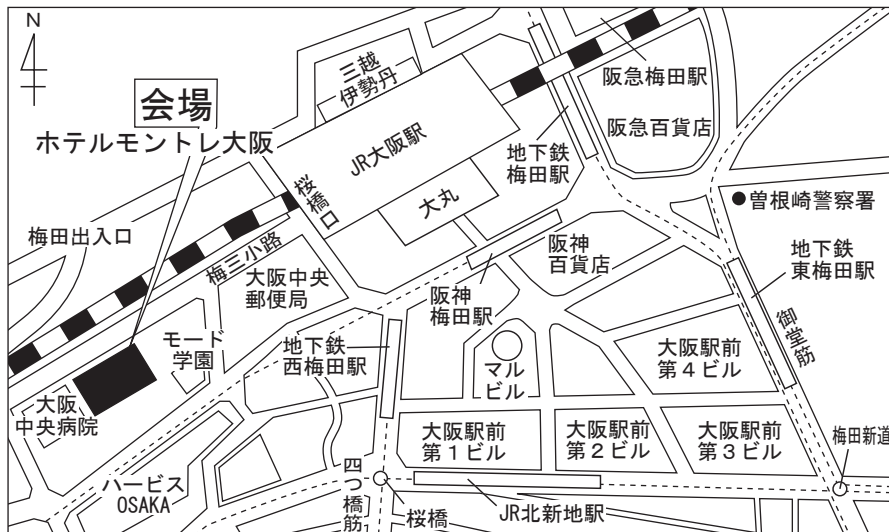 N
三越
伊勢丹
阪急梅田駅
会場
ホテルモントレ大阪
JR大阪駅
地下鉄
梅田駅
阪急百貨店
桜橋口
大丸
曽根崎警察署
梅田出入口
梅三小路
大阪中央
郵便局
阪神
百貨店
地下鉄
東梅田駅
阪神
梅田駅
御堂筋
モード
学園
地下鉄
西梅田駅
マル
ビル
大阪駅前
第4ビル
大阪
中央病院
大阪駅前
第1ビル
大阪駅前
第2ビル
大阪駅前
第3ビル
梅田新道
ハービス
OSAKA
四つ橋筋
桜橋
JR北新地駅